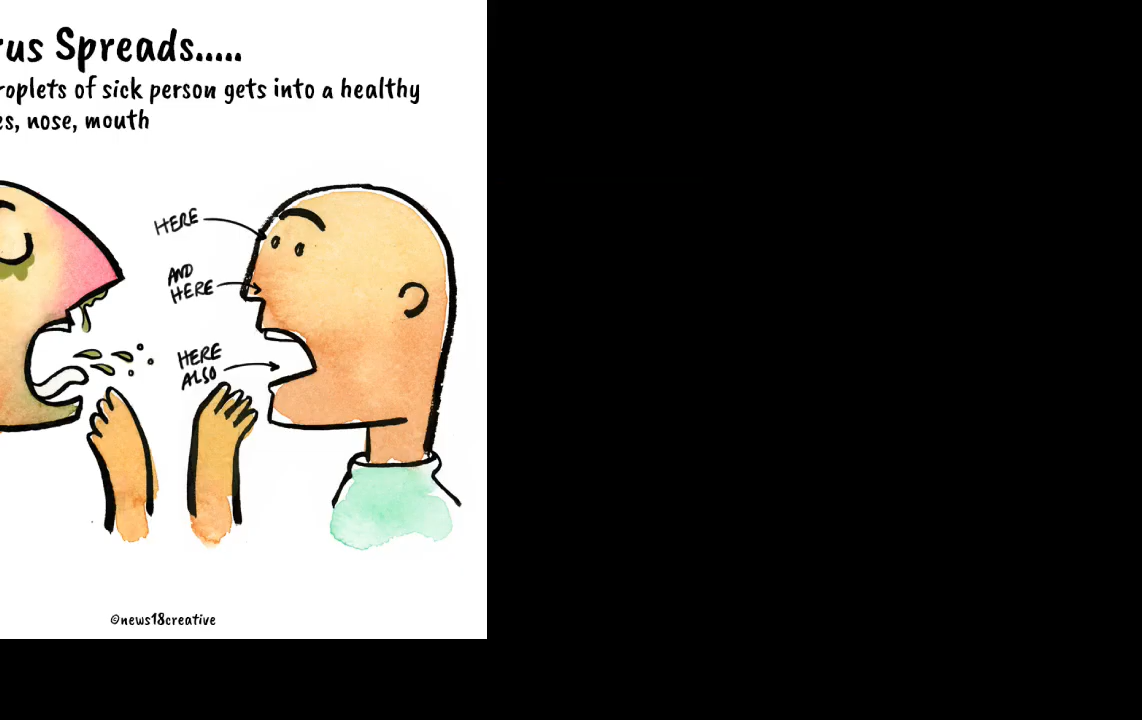 rus Spreads.....
roplets of sick person gets into a healthy
es, nose, mouth
HERE
AND
HERE
HERE
ALSO
©news18creative